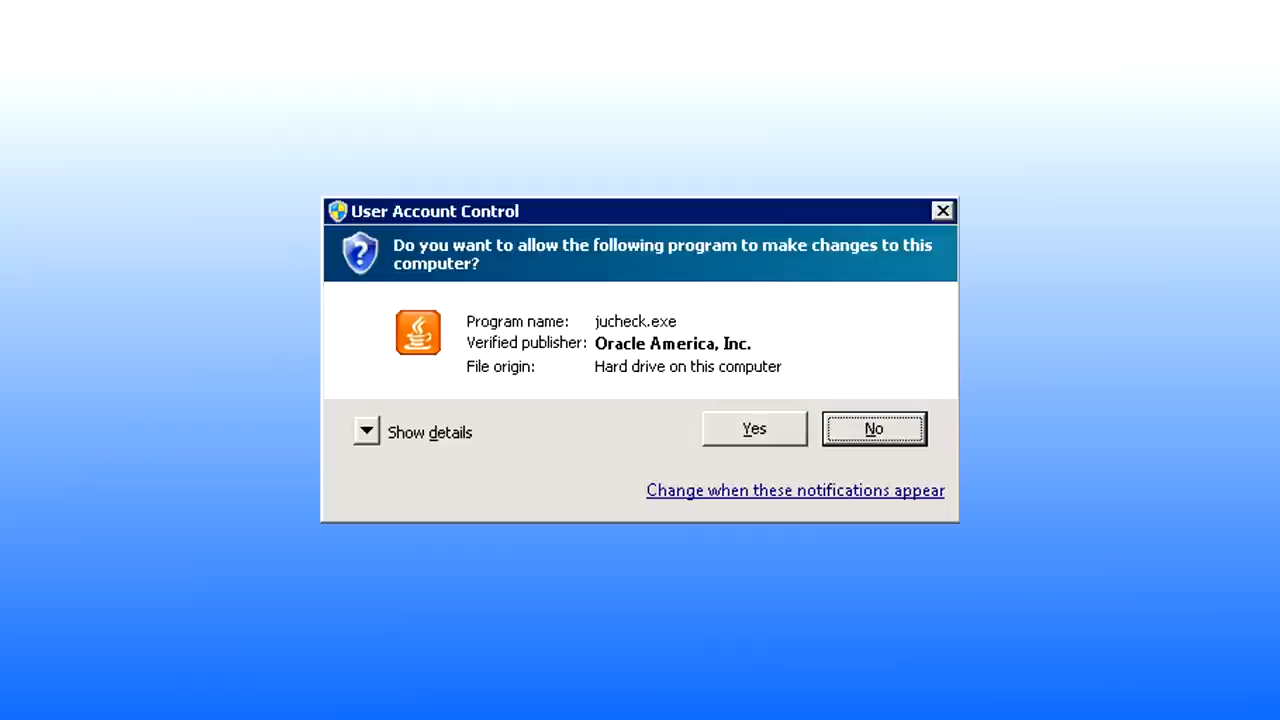 User Account Control
Do you want to allow the following program to make changes to this
computer?
Program name: jucheck.exe
Verified publisher: Oracle America, Inc.
File origin: Hard drive on this computer
Show details
Yes
No
Change when these notifications appear